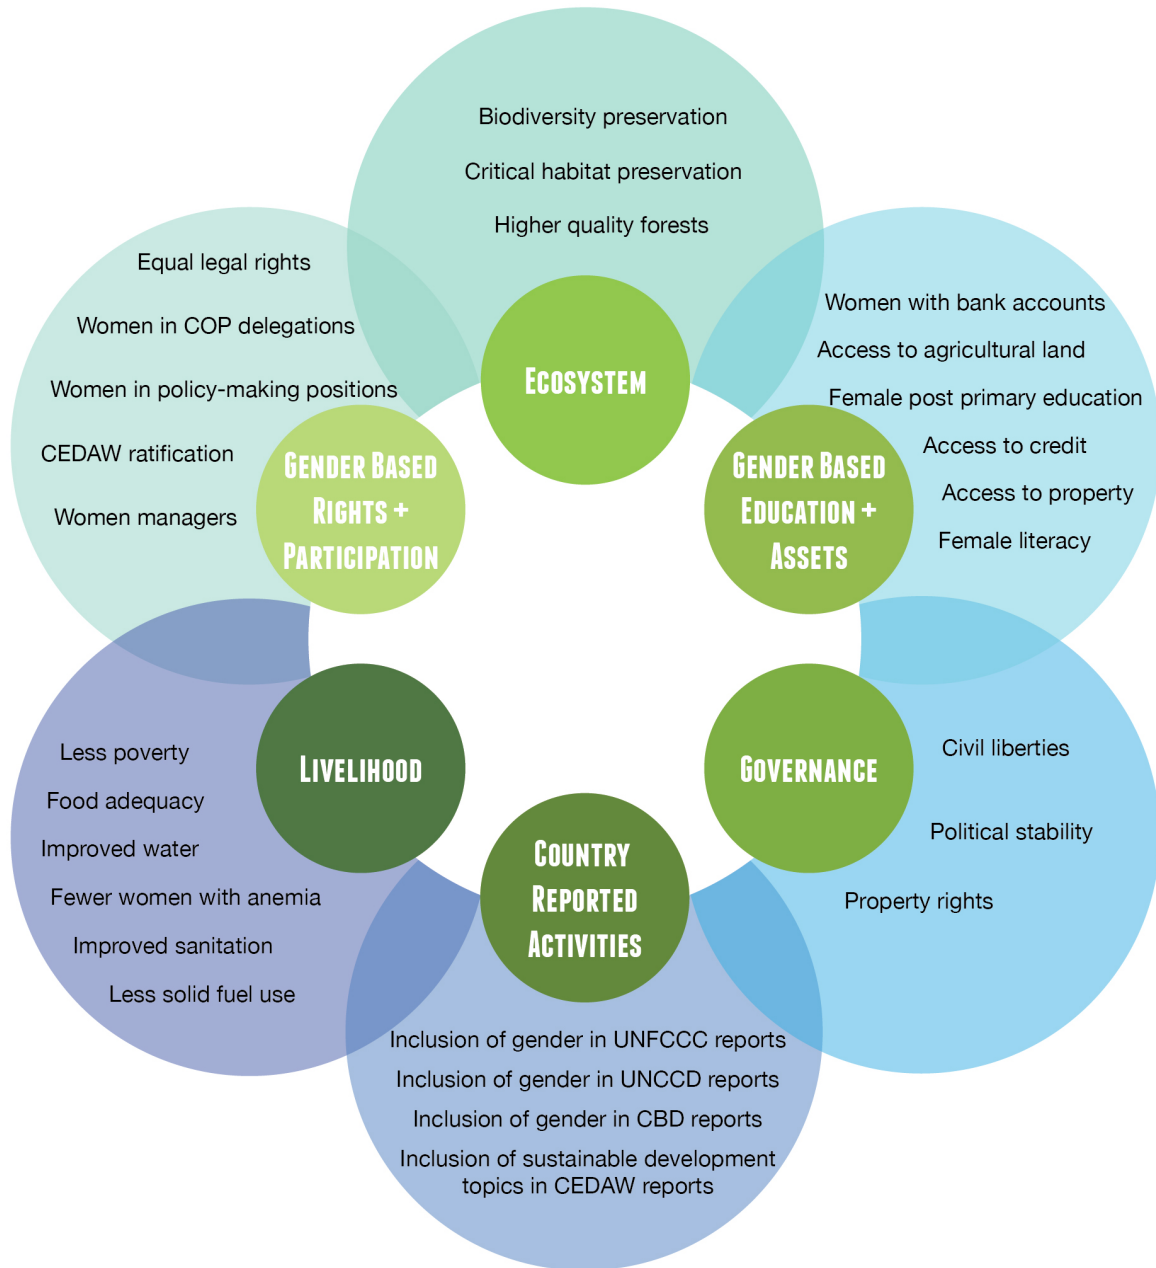 Biodiversity preservation
Critical habitat preservation
Higher quality forests
ECOSYSTEM
Women with bank accounts
Access to agricultural land
Female post primary education
Access to credit
Access to property
Female literacy
GENDER BASED
EDUCATION +
ASSETS
Civil liberties
Political stability
Property rights
GOVERNANCE
COUNTRY
REPORTED
ACTIVITIES
Inclusion of gender in UNFCCC reports
Inclusion of gender in UNCCD reports
Inclusion of gender in CBD reports
Inclusion of sustainable development
topics in CEDAW reports
Less poverty
Food adequacy
Improved water
Fewer women with anemia
Improved sanitation
Less solid fuel use
LIVELIHOOD
Equal legal rights
Women in COP delegations
Women in policy-making positions
CEDAW ratification
Women managers
GENDER BASED
RIGHTS +
PARTICIPATION